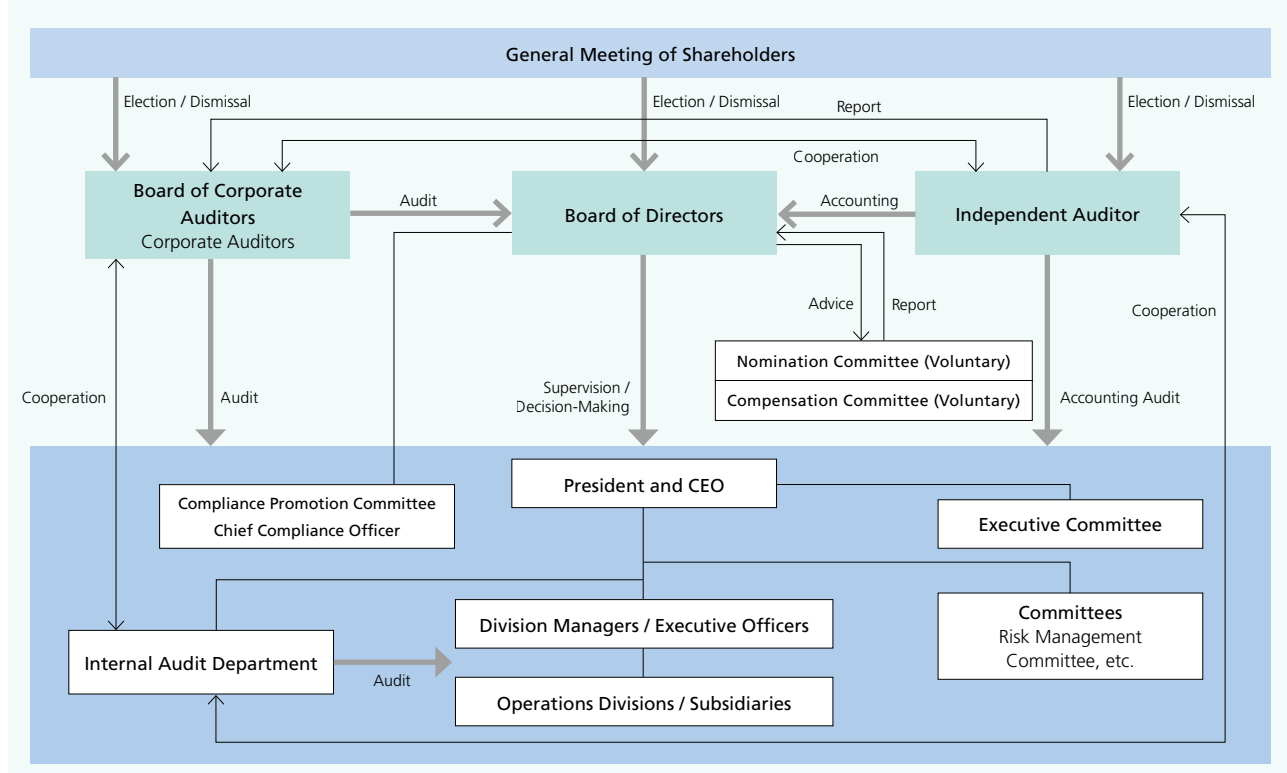 General Meeting of Shareholders
Election / Dismissal
Election / Dismissal
Election / Dismissal
Report
Cooperation
Board of Corporate
Auditors
Corporate Auditors
Audit
Board of Directors
Accounting
Independent Auditor
Advice
Report
Cooperation
Nomination Committee (Voluntary)
Compensation Committee (Voluntary)
Cooperation
Audit
Supervision /
Decision-Making
Accounting Audit
President and CEO
Compliance Promotion Committee
Chief Compliance Officer
Executive Committee
Division Managers / Executive Officers
Committees
Risk Management
Committee, etc.
Internal Audit Department
Audit
Operations Divisions / Subsidiaries